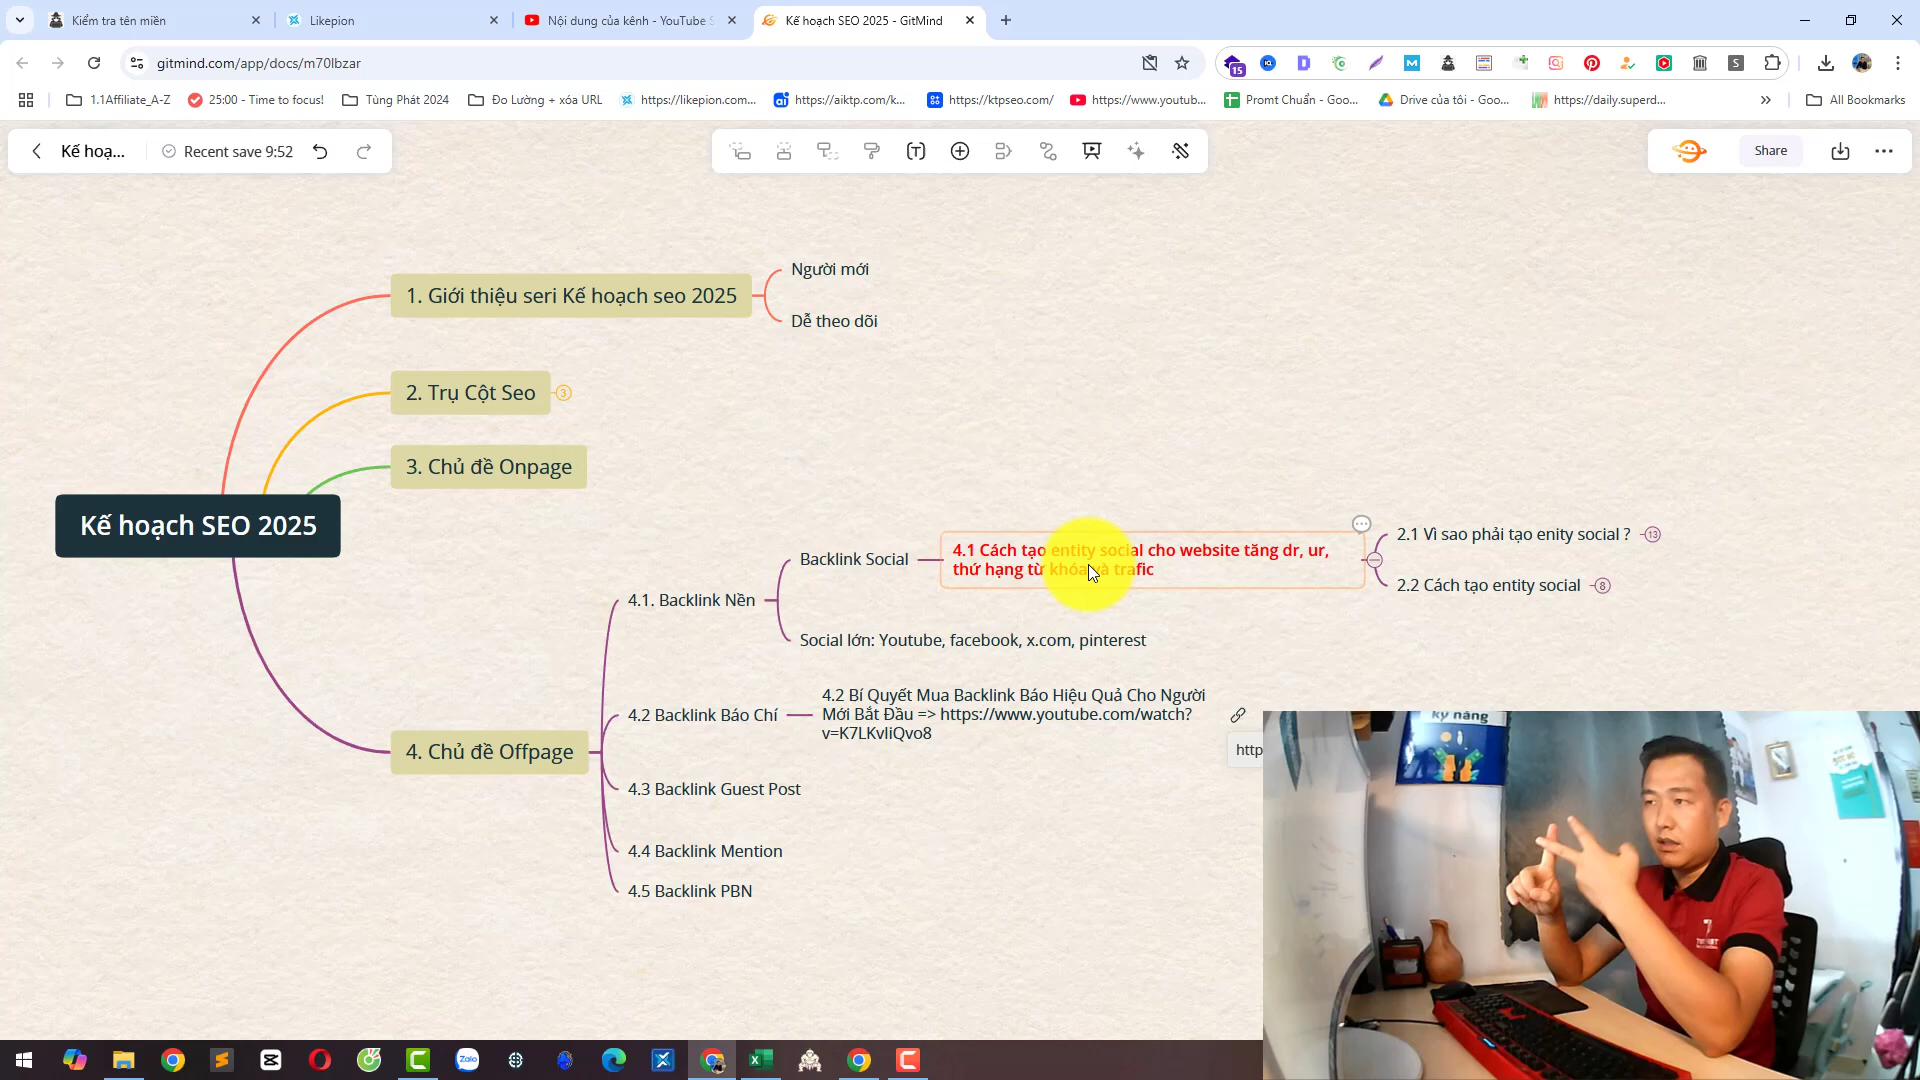 Kiểm tra tên miền
Likepion
Nội dung của kênh - YouTube S
Kế hoạch SEO 2025 - GitMind
gitmind.com/app/docs/m70lbzar
15
1.1Affiliate_A-Z
25:00 - Time to focus!
Tùng Phát 2024
Đo Lường + xóa URL
https://likepion.com...
https://aiktp.com/k...
https://ktpseo.com/
https://www.youtub...
Promt Chuẩn - Goo...
Drive của tôi - Goo...
https://daily.superd...
All Bookmarks
Kế hoạ...
Recent save 9:52
Share
1. Giới thiệu seri Kế hoạch seo 2025
Người mới
Dễ theo dõi
2. Trụ Cột Seo
3
3. Chủ đề Onpage
Kế hoạch SEO 2025
4. Chủ đề Offpage
4.1. Backlink Nền
Backlink Social
4.1 Cách tạo entity social cho website tăng dr, ur,
thứ hạng từ khóa và trafic
2.1 Vì sao phải tạo enity social ?
13
2.2 Cách tạo entity social
8
Social lớn: Youtube, facebook, x.com, pinterest
4.2 Backlink Báo Chí
4.2 Bí Quyết Mua Backlink Báo Hiệu Quả Cho Người
Mới Bắt Đầu => https://www.youtube.com/watch?
v=K7LKvIiQvo8
http
4.3 Backlink Guest Post
4.4 Backlink Mention
4.5 Backlink PBN
kỹ năng
Zalo